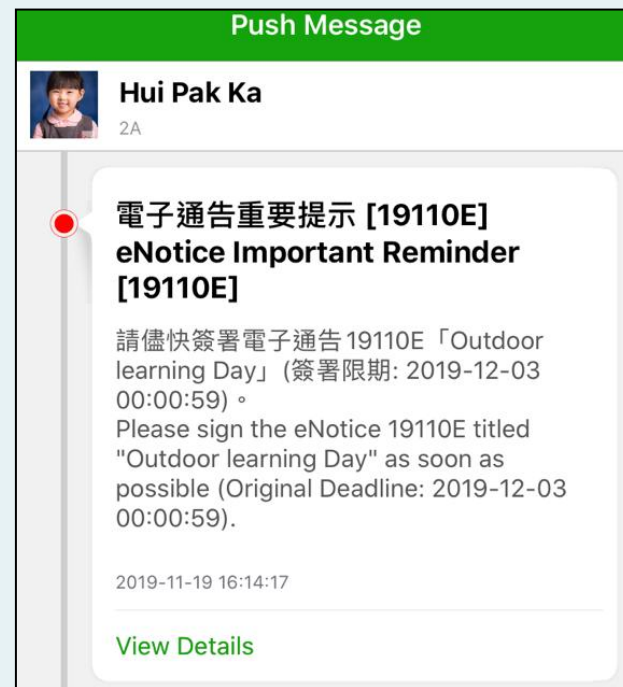 Push Message
Hui Pak Ka
2A
電子通告重要提示 [19110E]
eNotice Important Reminder
[19110E]
請儘快簽署電子通告19110E「Outdoor
learning Day」(簽署限期: 2019-12-03
00:00:59)。
Please sign the eNotice 19110E titled
"Outdoor learning Day" as soon as
possible (Original Deadline: 2019-12-03
00:00:59).
2019-11-19 16:14:17
View Details